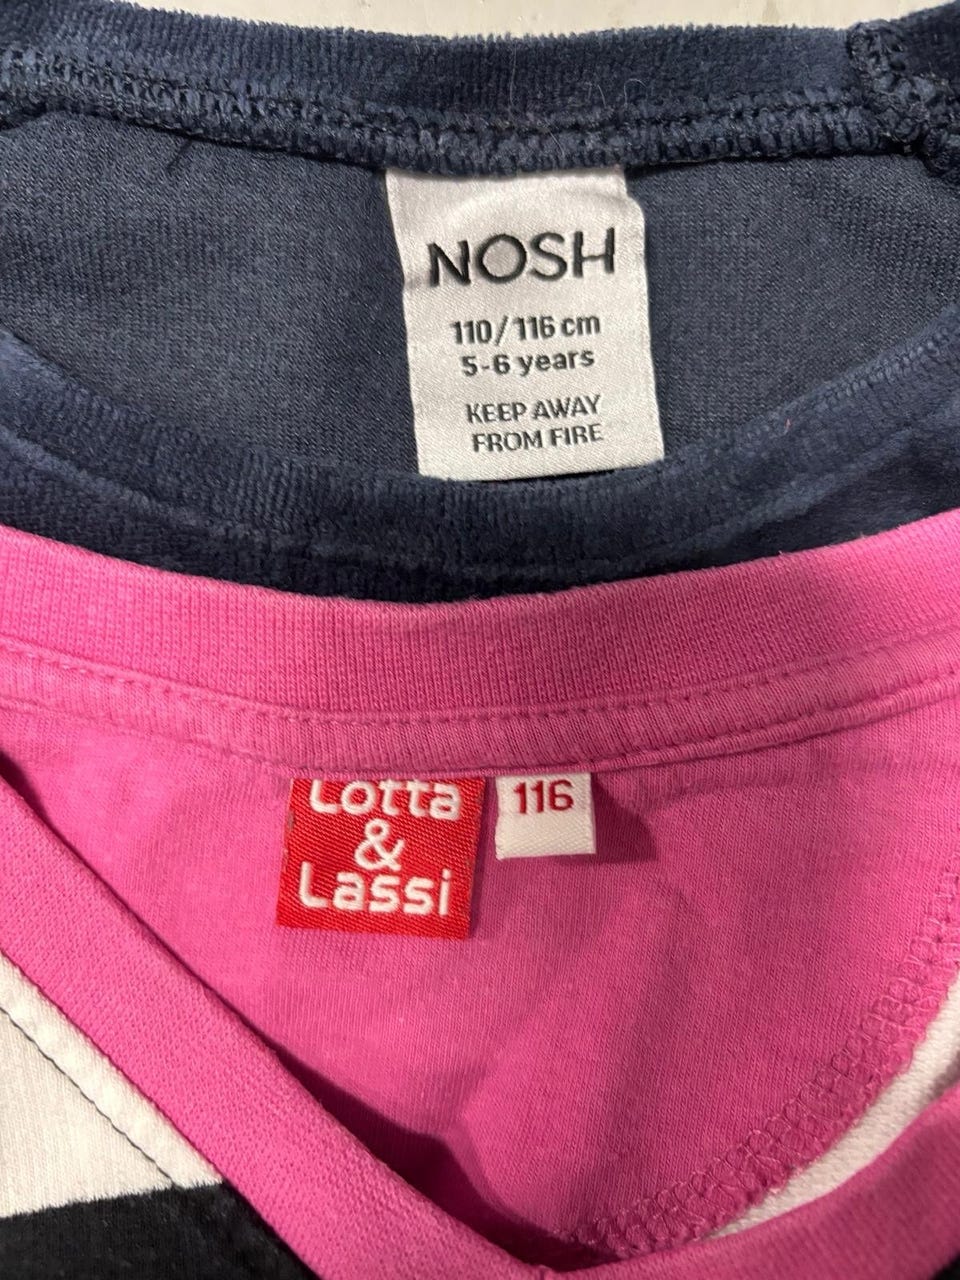 NOSH
110/116 cm
5-6 years
KEEP AWAY
FROM FIRE
Lotta
&
Lassi
116